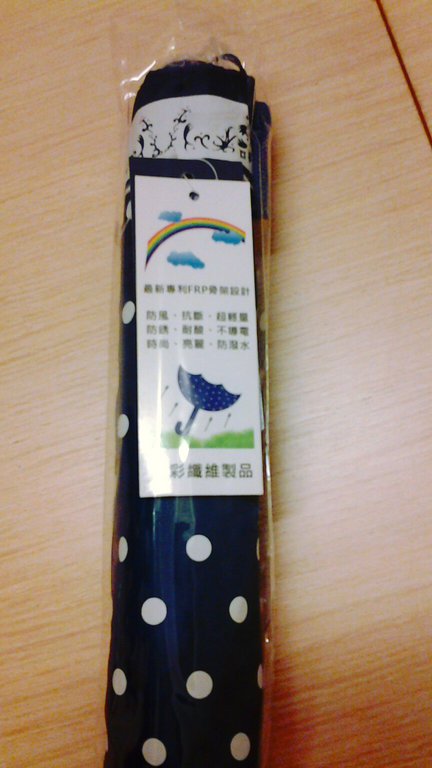 最新專利FRP骨架設計
防風、抗斷、超輕量
防銹、耐酸、不導電
時尚、亮麗、防潑水
彩纖維製品